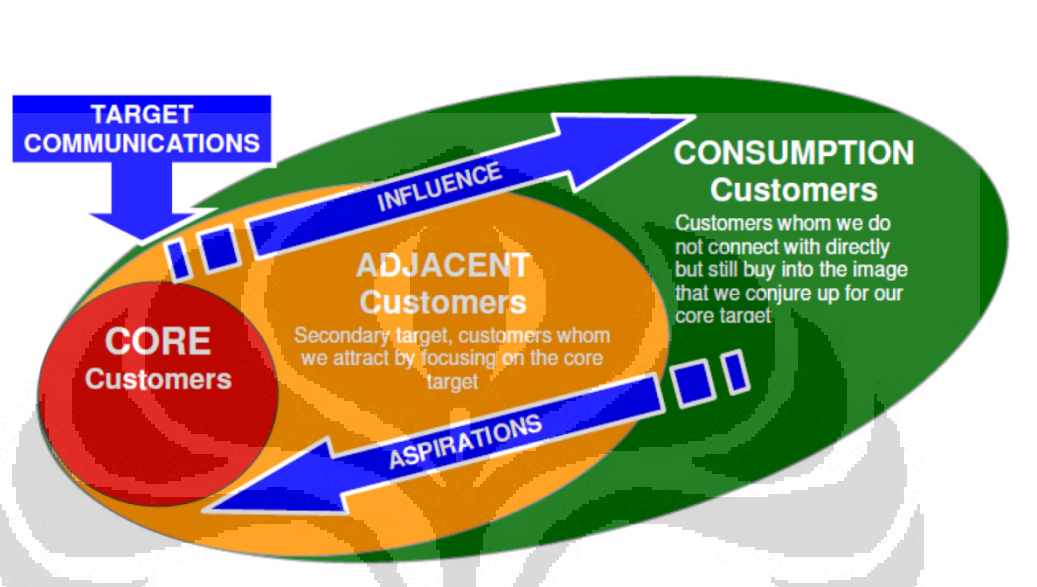 TARGET
COMMUNICATIONS
INFLUENCE
CONSUMPTION
Customers
Customers whom we do
not connect with directly
but still buy into the image
that we conjure up for our
core target
ADJACENT
Customers
Secondary target, customers whom
we attract by focusing on the core
target
CORE
Customers
ASPIRATIONS